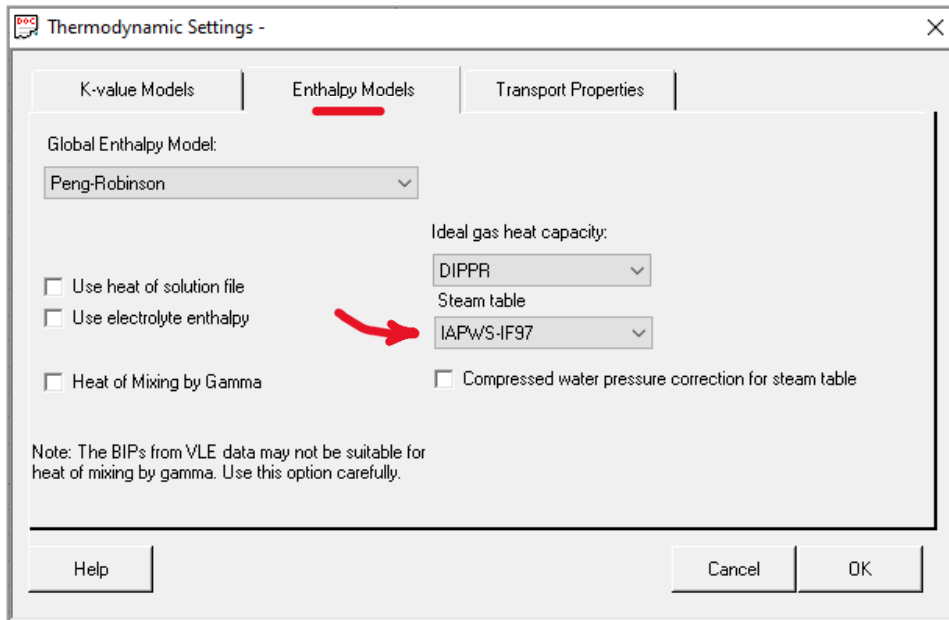 DOC
Thermodynamic Settings -
K-value Models
Enthalpy Models
Transport Properties
Global Enthalpy Model:
Peng-Robinson
Ideal gas heat capacity:
DIPPR
Use heat of solution file
Steam table
Use electrolyte enthalpy
IAPWS-IF97
Heat of Mixing by Gamma
Compressed water pressure correction for steam table
Note: The BIPs from VLE data may not be suitable for
heat of mixing by gamma. Use this option carefully.
Help
Cancel
OK